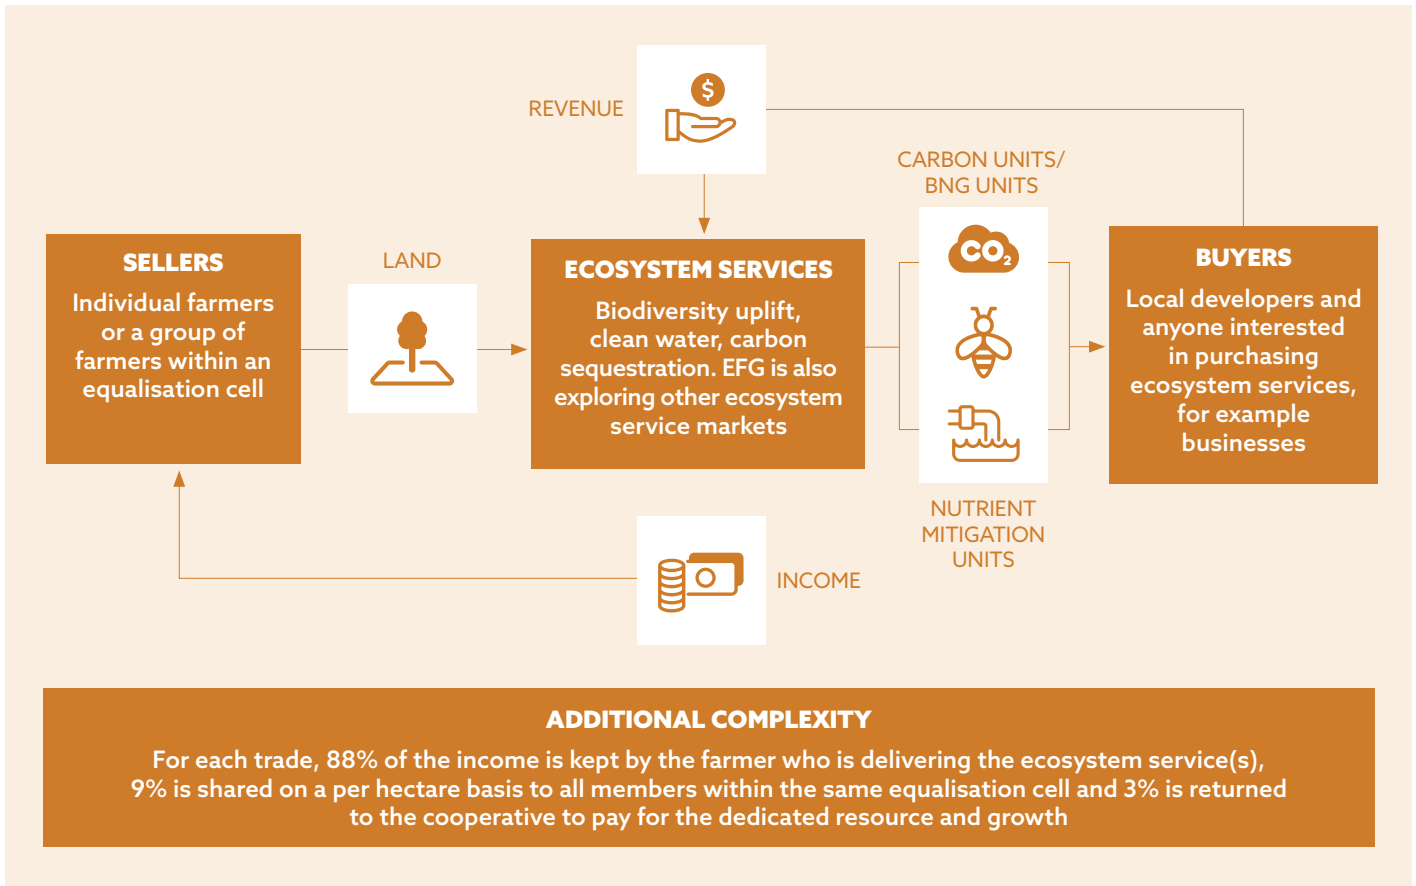 REVENUE
$
CARBON UNITS/
BNG UNITS
SELLERS
Individual farmers
or a group of
farmers within an
equalisation cell
LAND
ECOSYSTEM SERVICES
Biodiversity uplift,
clean water, carbon
sequestration. EFG is also
exploring other ecosystem
service markets
CO2
BUYERS
Local developers and
anyone interested
in purchasing
ecosystem services,
for example
businesses
NUTRIENT
MITIGATION
UNITS
INCOME
ADDITIONAL COMPLEXITY
For each trade, 88% of the income is kept by the farmer who is delivering the ecosystem service(s),
9% is shared on a per hectare basis to all members within the same equalisation cell and 3% is returned
to the cooperative to pay for the dedicated resource and growth